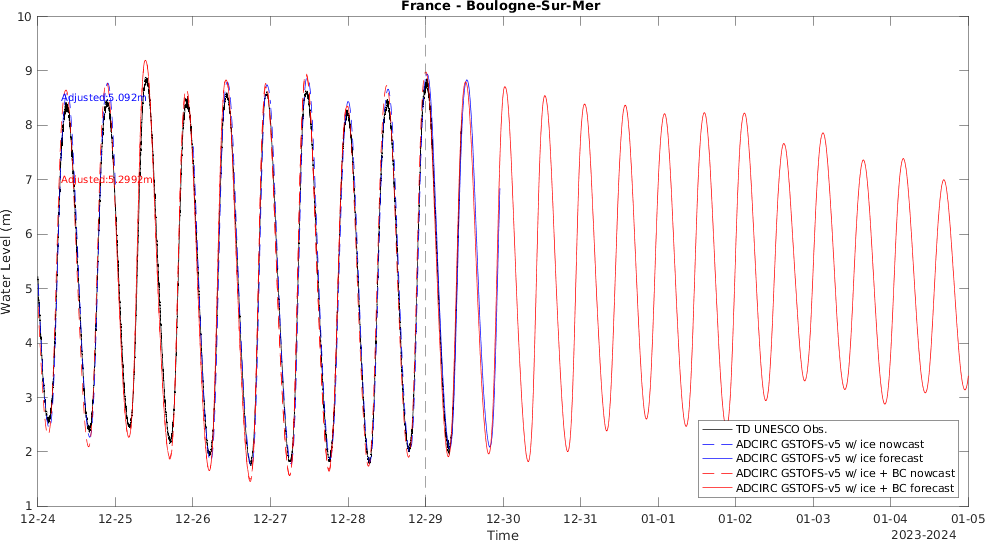 France - Boulogne-Sur-Mer
10
9
8
7
6
5
4
3
2
1
Water Level (m)
Adjusted:5.092m
Adjusted:5.2992m
TD UNESCO Obs.
ADCIRC GSTOFS-v5 w/ ice nowcast
ADCIRC GSTOFS-v5 w/ ice forecast
ADCIRC GSTOFS-v5 w/ ice + BC nowcast
ADCIRC GSTOFS-v5 w/ ice + BC forecast
12-24 12-25 12-26 12-27 12-28 12-29 12-30 12-31 01-01 01-02 01-03 01-04 01-05
Time
2023-2024